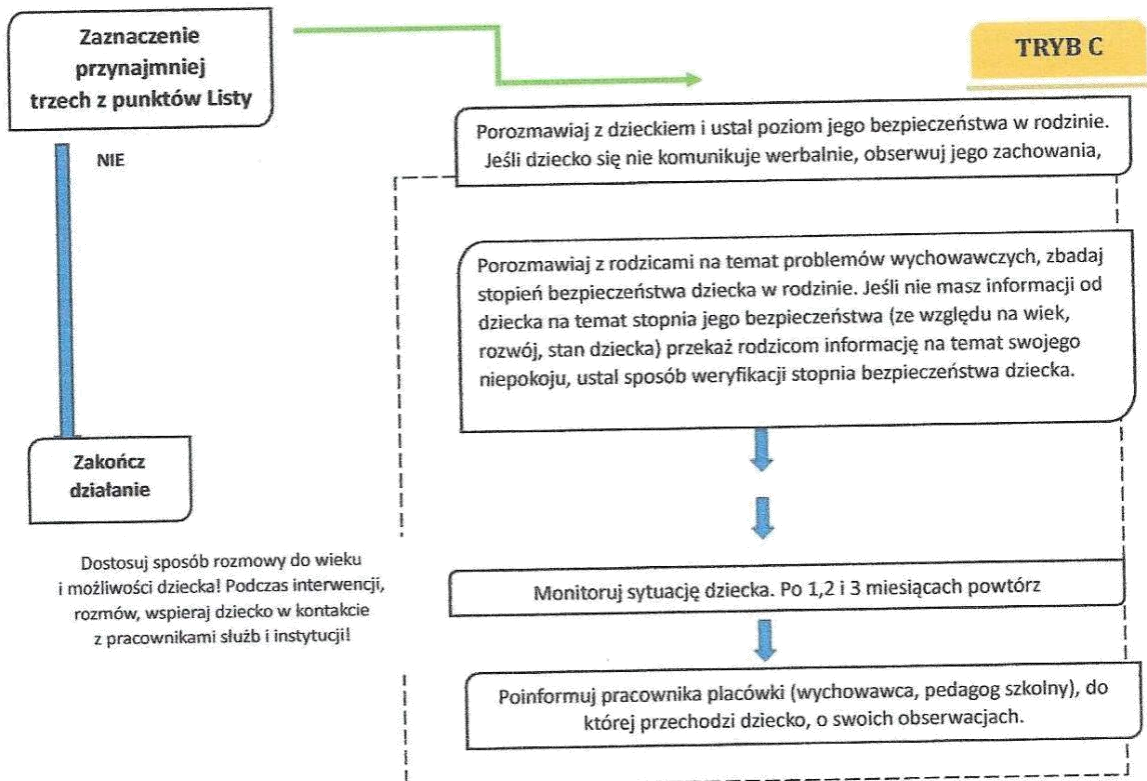 Zaznaczenie
przynajmniej
trzech z punktów Listy
TRYB C
Porozmawiaj z dzieckiem i ustal poziom jego bezpieczeństwa w rodzinie.
Jeśli dziecko się nie komunikuje werbalnie, obserwuj jego zachowania,
NIE
Porozmawiaj z rodzicami na temat problemów wychowawczych, zbadaj
stopień bezpieczeństwa dziecka w rodzinie. Jeśli nie masz informacji od
dziecka na temat stopnia jego bezpieczeństwa (ze względu na wiek,
rozwój, stan dziecka) przekaż rodzicom informację na temat swojego
niepokoju, ustal sposób weryfikacji stopnia bezpieczeństwa dziecka.
Zakończ
działanie
Dostosuj sposób rozmowy do wieku
i możliwości dziecka! Podczas interwencji,
rozmów, wspieraj dziecko w kontakcie
z pracownikami służb i instytucji!
Monitoruj sytuację dziecka. Po 1,2 i 3 miesiącach powtórz
Poinformuj pracownika placówki (wychowawca, pedagog szkolny), do
której przechodzi dziecko, o swoich obserwacjach.